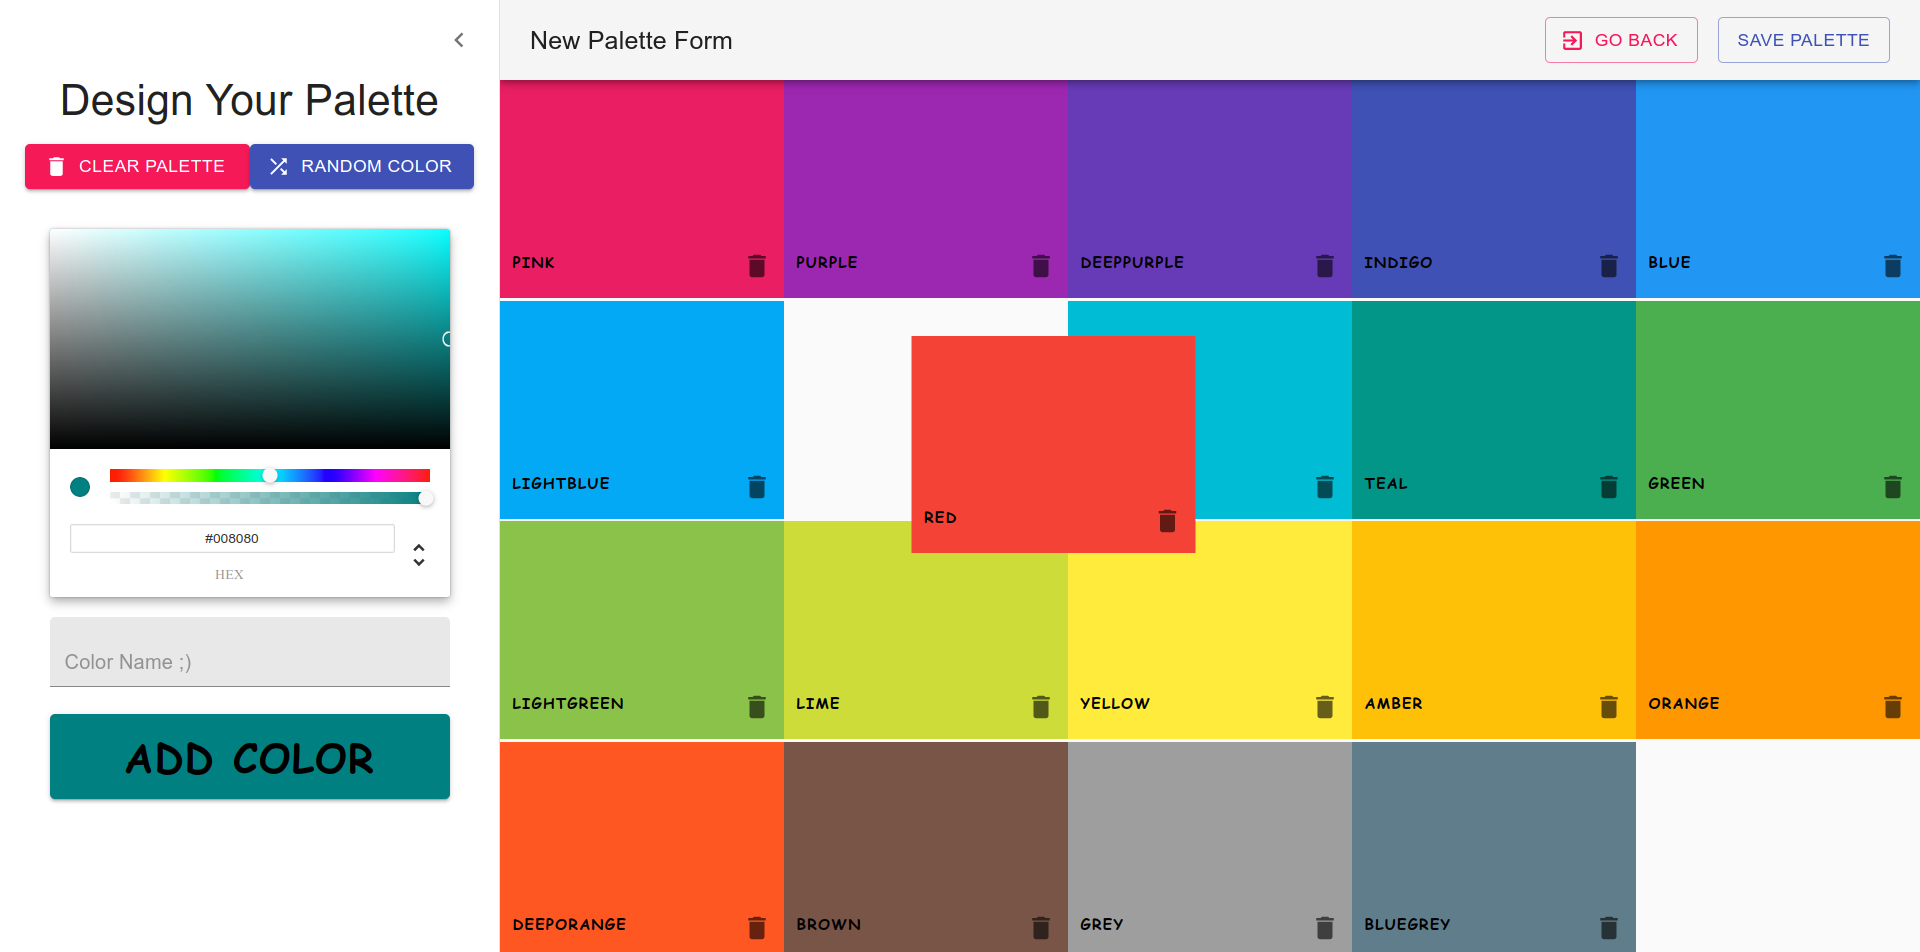 New Palette Form
GO BACK
SAVE PALETTE
Design Your Palette
CLEAR PALETTE
RANDOM COLOR
#008080
HEX
Color Name ;)
ADD COLOR
PINK
PURPLE
DEEPPURPLE
INDIGO
BLUE
LIGHTBLUE
RED
TEAL
GREEN
LIGHTGREEN
LIME
YELLOW
AMBER
ORANGE
DEEPORANGE
BROWN
GREY
BLUEGREY